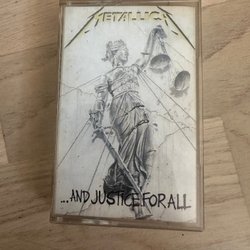 METALLICA
...AND JUSTICE FOR ALL